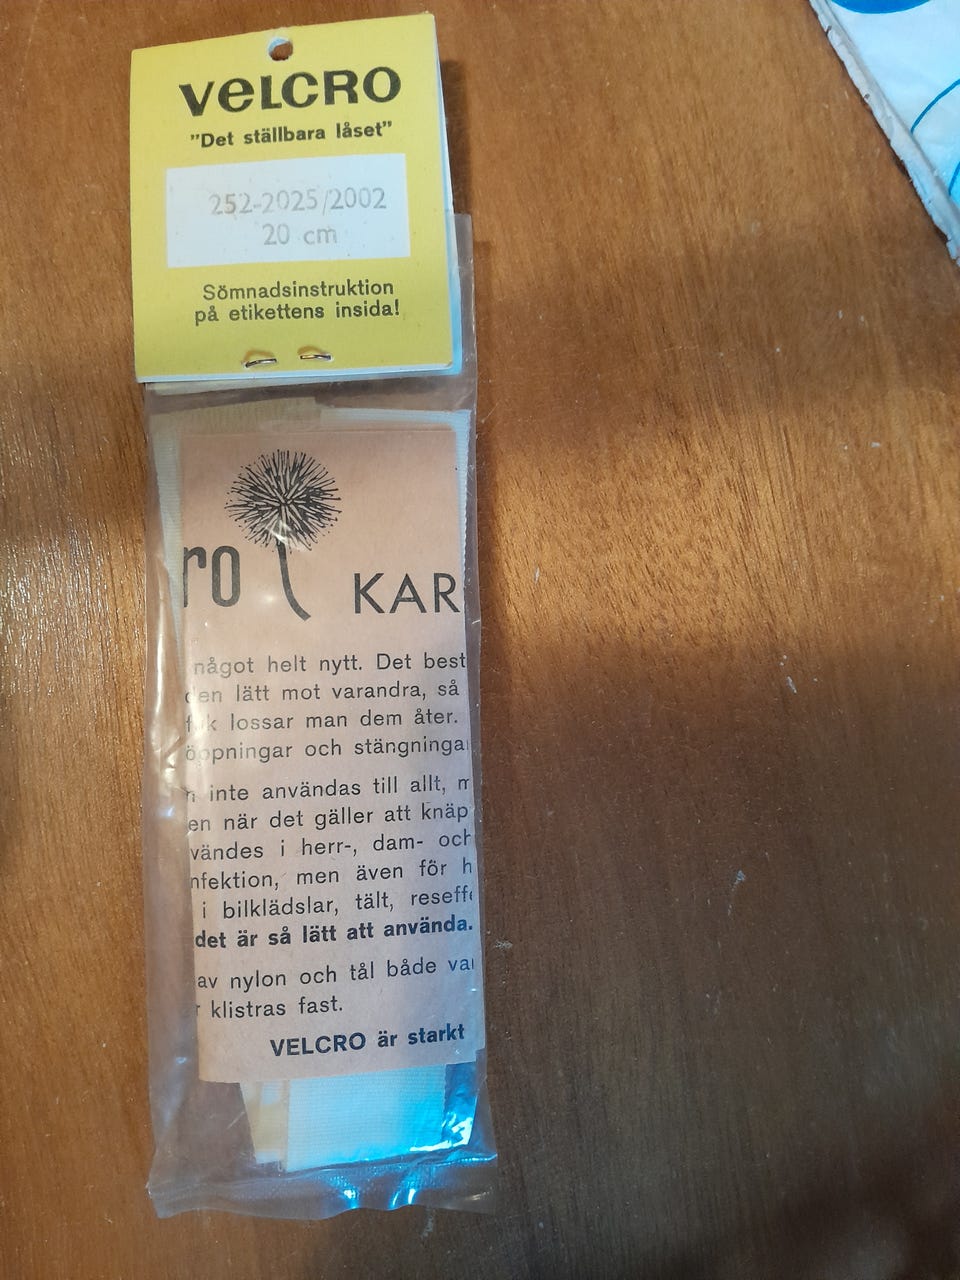 VELCRO
”Det ställbara låset”
252-2025/2002
20 cm
Sömnadsinstruktion
på etikettens insida!
ro
KAR
något helt nytt. Det best
en lätt mot varandra, så
lossar man dem åter.
öppningar och stängninga
n inte användas till allt, m
en när det gäller att knäp
vändes i herr-, dam- och
nfektion, men även för h
i bilklädslar, tält, reseffe
det är så lätt att använda.
av nylon och tål både va
r klistras fast.
VELCRO är starkt